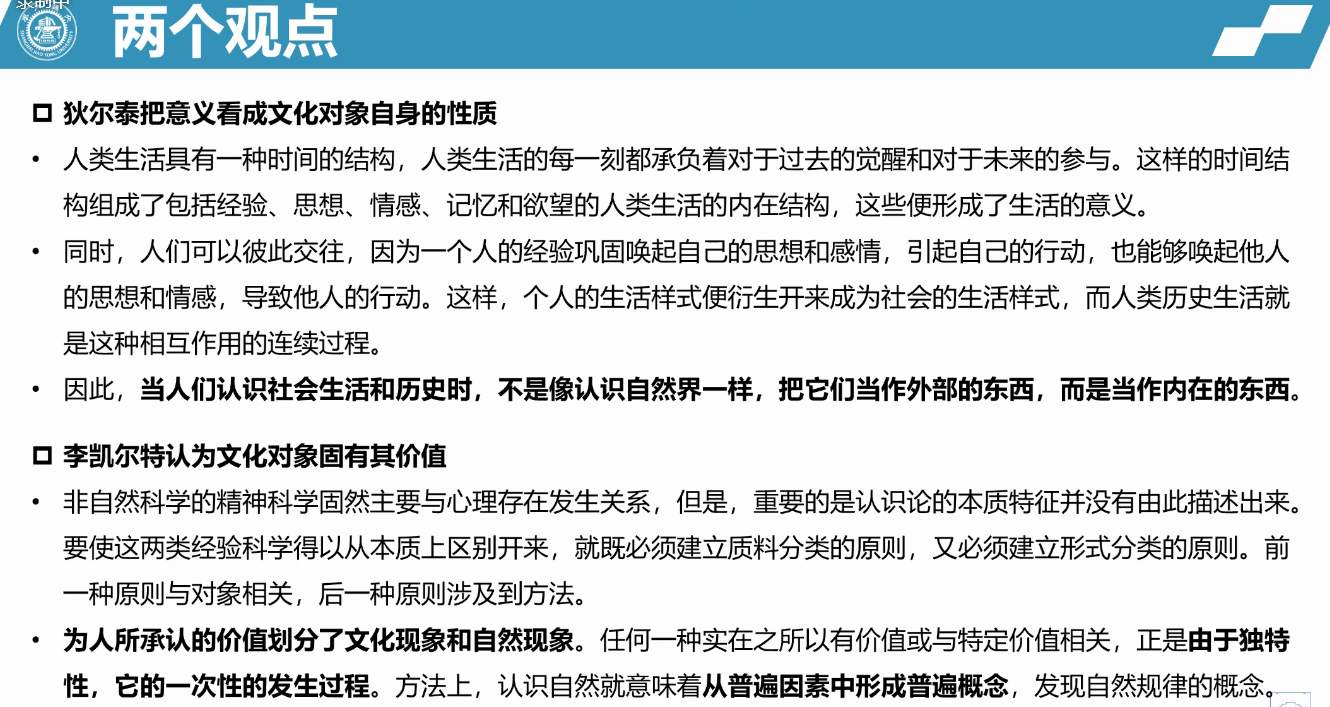 录制中
两个观点
狄尔泰把意义看成文化对象自身的性质
• 人类生活具有一种时间的结构，人类生活的每一刻都承负着对于过去的觉醒和对于未来的参与。这样的时间结
构组成了包括经验、思想、情感、记忆和欲望的人类生活的内在结构，这些便形成了生活的意义。
• 同时，人们可以彼此交往，因为一个人的经验巩固唤起自己的思想和感情，引起自己的行动，也能够唤起他人
的思想和情感，导致他人的行动。这样，个人的生活样式便衍生开来成为社会的生活样式，而人类历史生活就
是这种相互作用的连续过程。
• 因此，当人们认识社会生活和历史时，不是像认识自然界一样，把它们当作外部的东西，而是当作内在的东西。
李凯尔特认为文化对象固有其价值
• 非自然科学的精神科学固然主要与心理存在发生关系，但是，重要的是认识论的本质特征并没有由此描述出来。
要使这两类经验科学得以从本质上区别开来，就既必须建立质料分类的原则，又必须建立形式分类的原则。前
一种原则与对象相关，后一种原则涉及到方法。
• 为人所承认的价值划分了文化现象和自然现象。任何一种实在之所以有价值或与特定价值相关，正是由于独特
性，它的一次性的发生过程。方法上，认识自然就意味着从普遍因素中形成普遍概念，发现自然规律的概念。